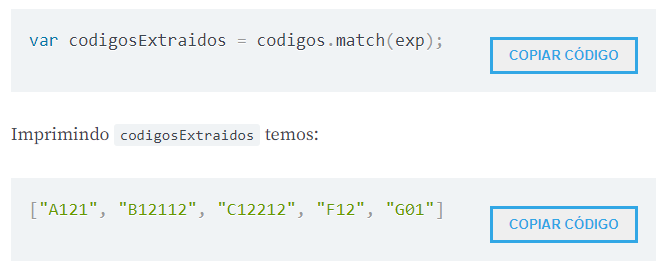 var codigosExtraidos = codigos.match(exp);
COPIAR CÓDIGO
Imprimindo codigosExtraidos temos:
["A121", "B12112", "C12212", "F12", "G01"]
COPIAR CÓDIGO